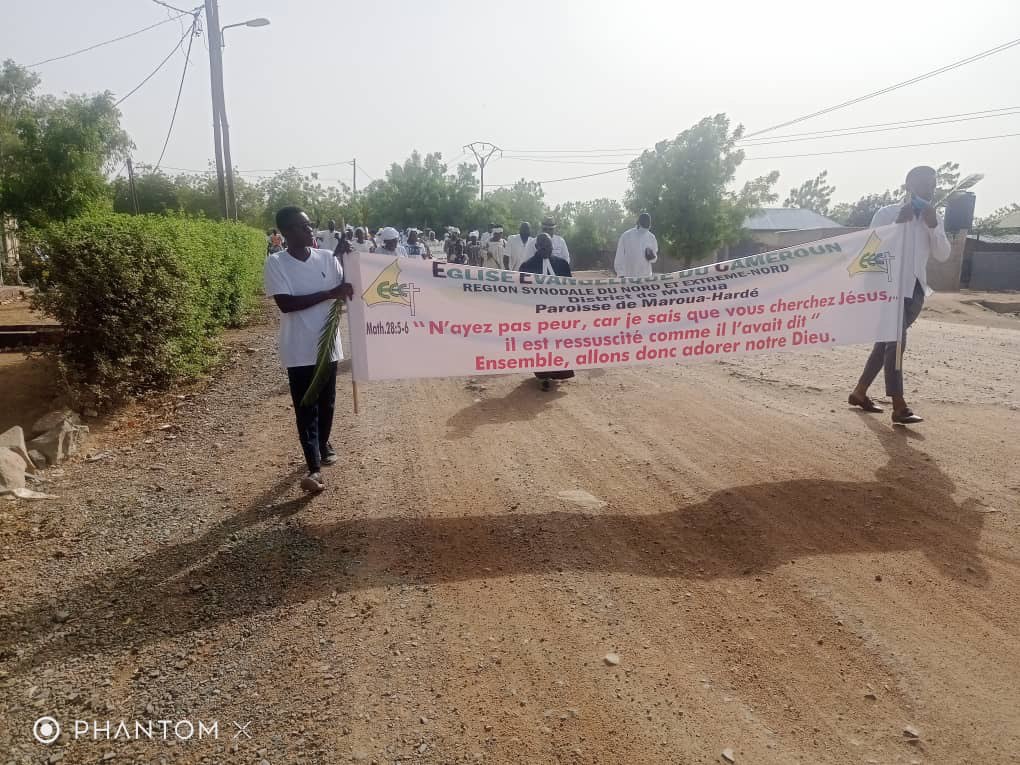 EGLISE EVANGELIQUE DU CAMEROUN
REGION SYNODALE DU NORD ET EXTREME-NORD
District de Maroua
Paroisse de Maroua-Hardé
Math.28:5-6 " N'ayez pas peur, car je sais que vous cherchez Jésus,
il est ressuscité comme il l'avait dit "
Ensemble, allons donc adorer notre Dieu.
EEC
EEC
PHANTOM X